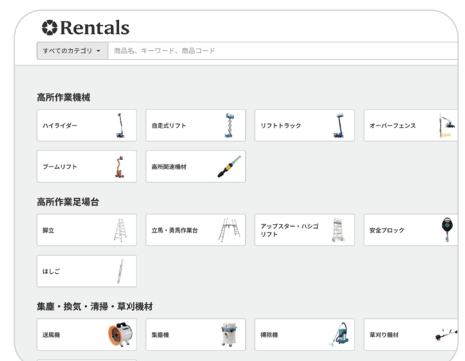 Rentals
すべてのカテゴリ 商品名、キーワード、商品コード
高所作業機械
ハイライダー 自走式リフト リフトトラック オーバーフェンス
ブームリフト 高所関連機材
高所作業足場台
脚立 立馬・勇馬作業台 アップスター・ハシゴリフト 安全ブロック
はしご
集塵・換気・清掃・草刈機材
送風機 集塵機 掃除機 草刈り機材